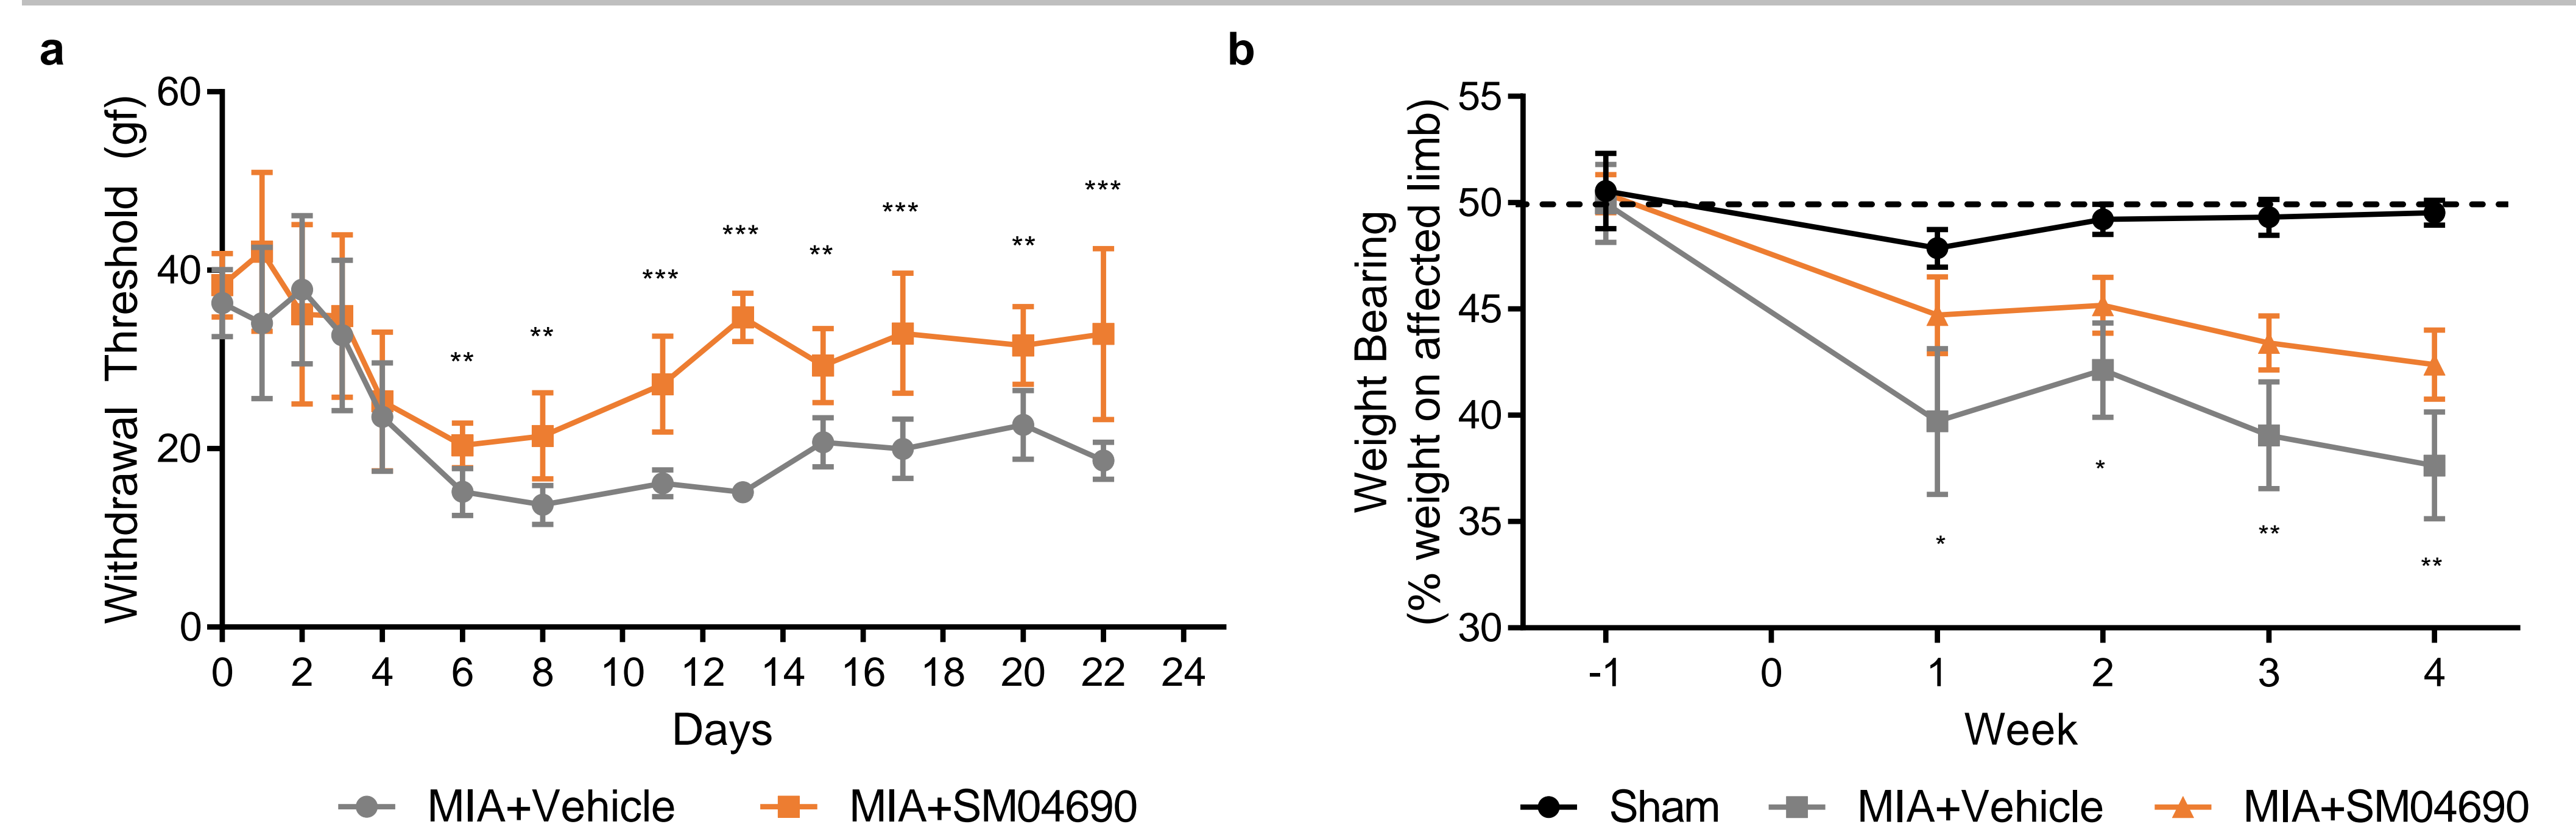 a
Withdrawal Threshold (gf)
60
40
20
0
** ** *** *** ** *** ** ***
0 2 4 6 8 10 12 14 16 18 20 22 24
Days
MIA+Vehicle MIA+SM04690
b
Weight Bearing
(% weight on affected limb)
55
50
45
40
35
30
* * ** **
-1 0 1 2 3 4
Week
Sham MIA+Vehicle MIA+SM04690